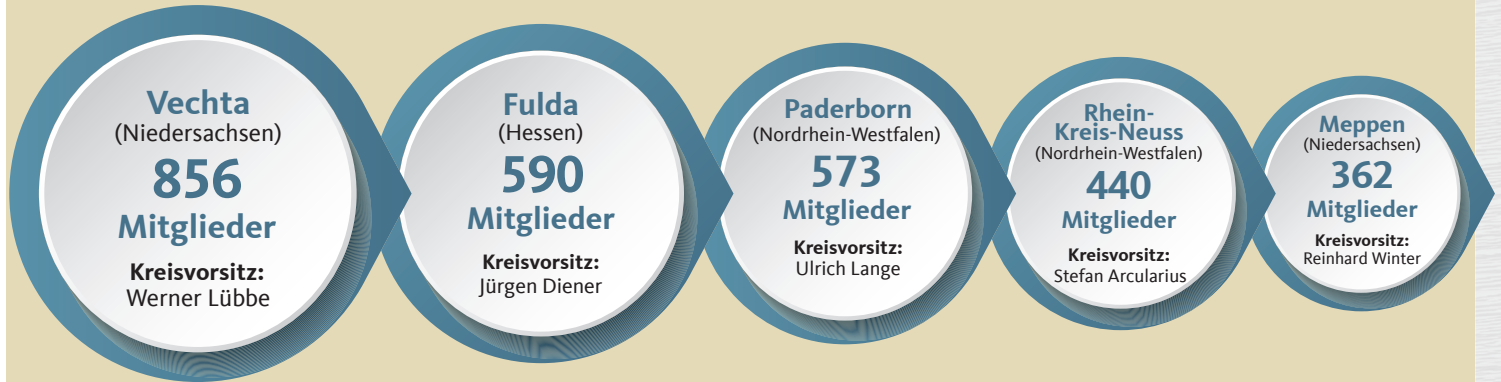 Vechta
(Niedersachsen)
856
Mitglieder
Kreisvorsitz:
Werner Lübbe
Fulda
(Hessen)
590
Mitglieder
Kreisvorsitz:
Jürgen Diener
Paderborn
(Nordrhein-Westfalen)
573
Mitglieder
Kreisvorsitz:
Ulrich Lange
Rhein-
Kreis-Neuss
(Nordrhein-Westfalen)
440
Mitglieder
Kreisvorsitz:
Stefan Arcularius
Meppen
(Niedersachsen)
362
Mitglieder
Kreisvorsitz:
Reinhard Winter